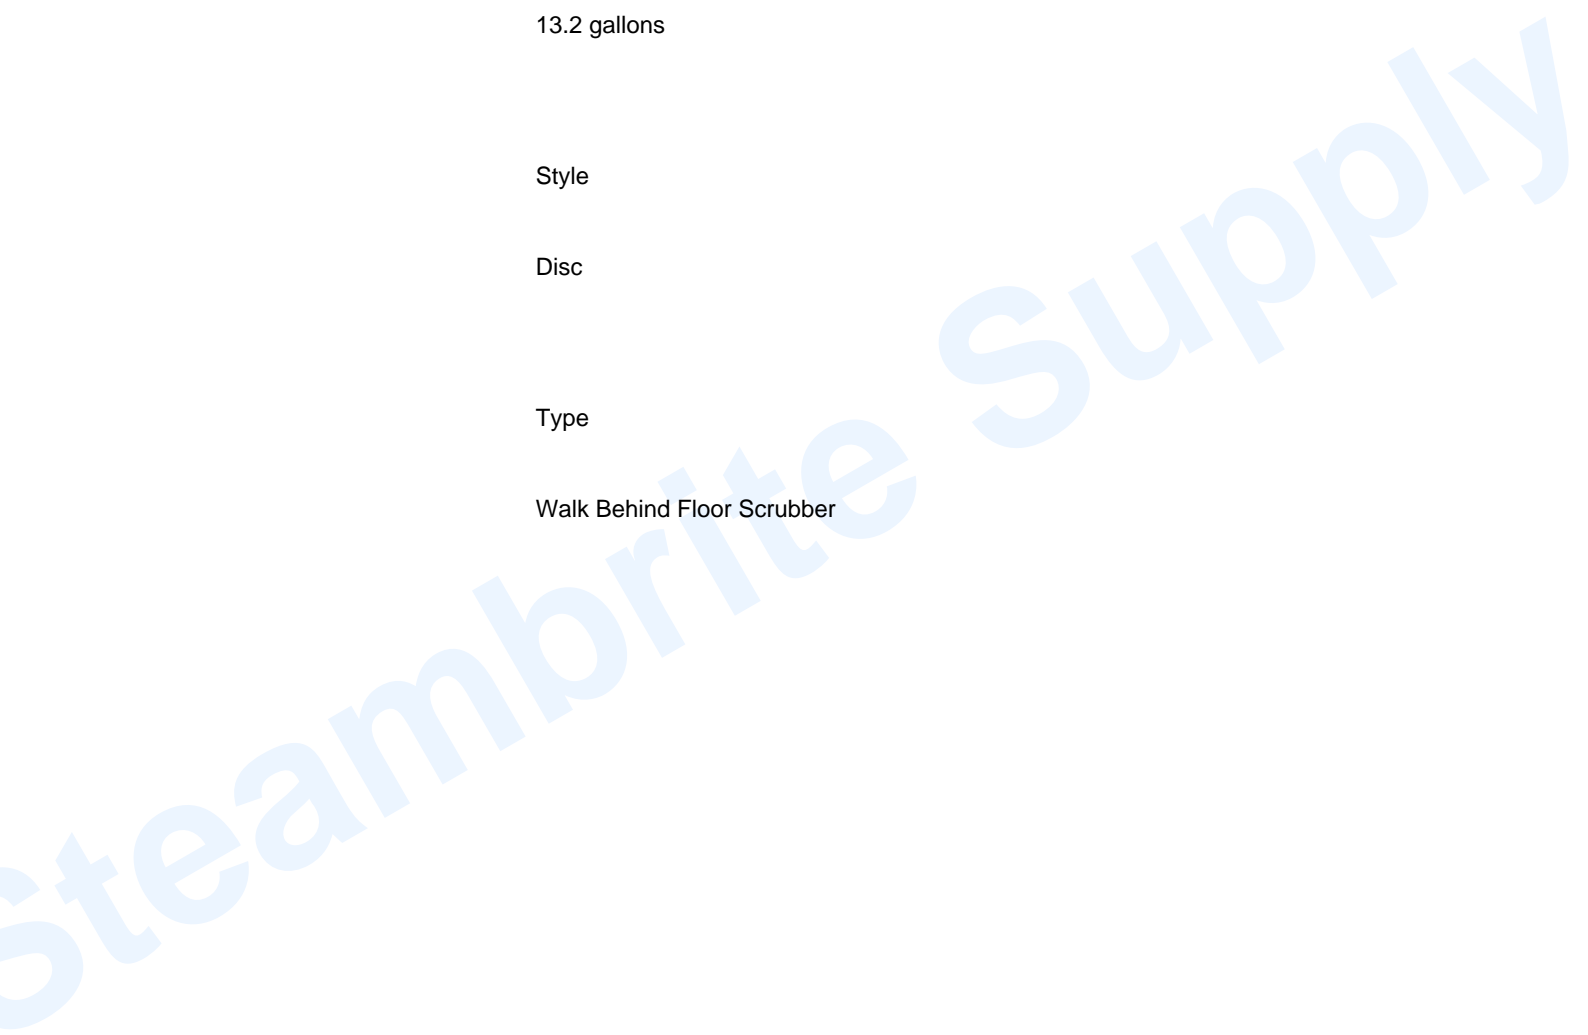 13.2 gallons
Style
Disc
Type
Walk Behind Floor Scrubber
Steambrite Supply